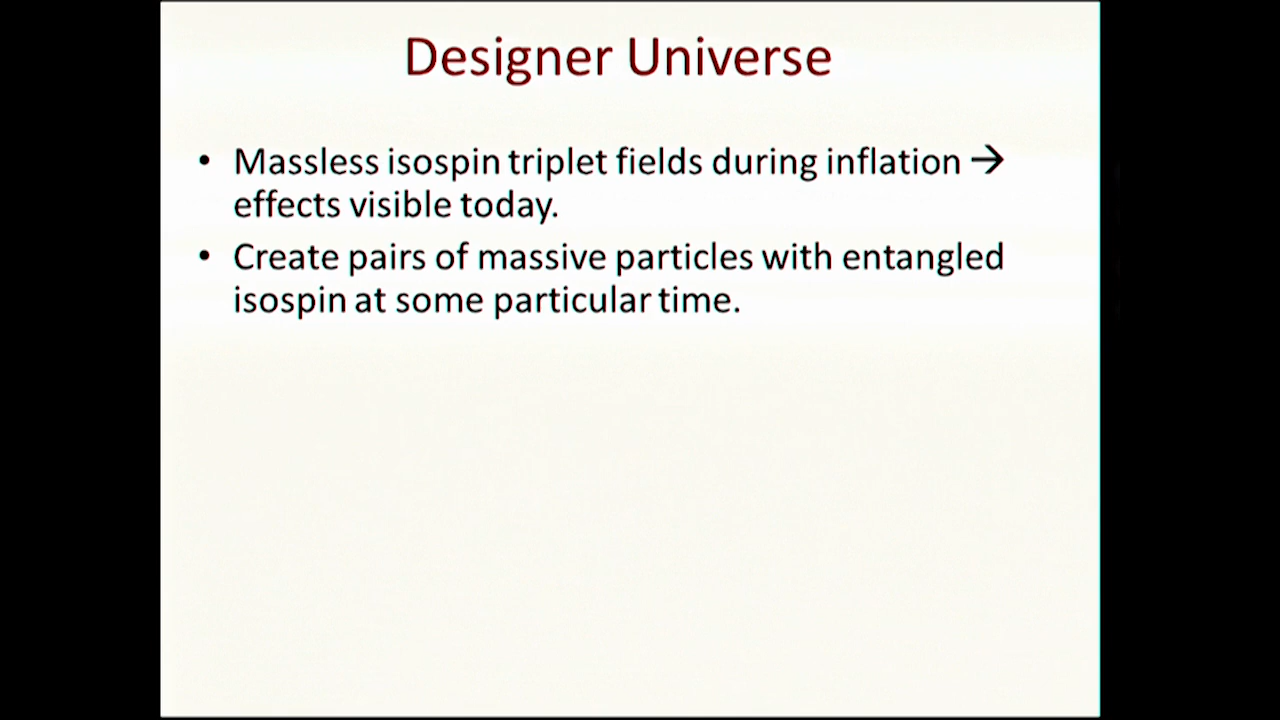 Designer Universe
• Massless isospin triplet fields during inflation →
effects visible today.
• Create pairs of massive particles with entangled
isospin at some particular time.